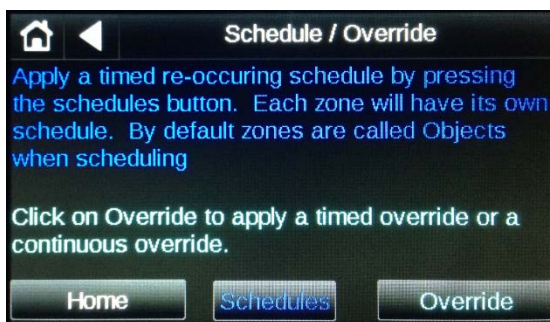 Schedule / Override
Apply a timed re-occuring schedule by pressing
the schedules button. Each zone will have its own
schedule. By default zones are called Objects
when scheduling
Click on Override to apply a timed override or a
continuous override.
Home
Schedules
Override